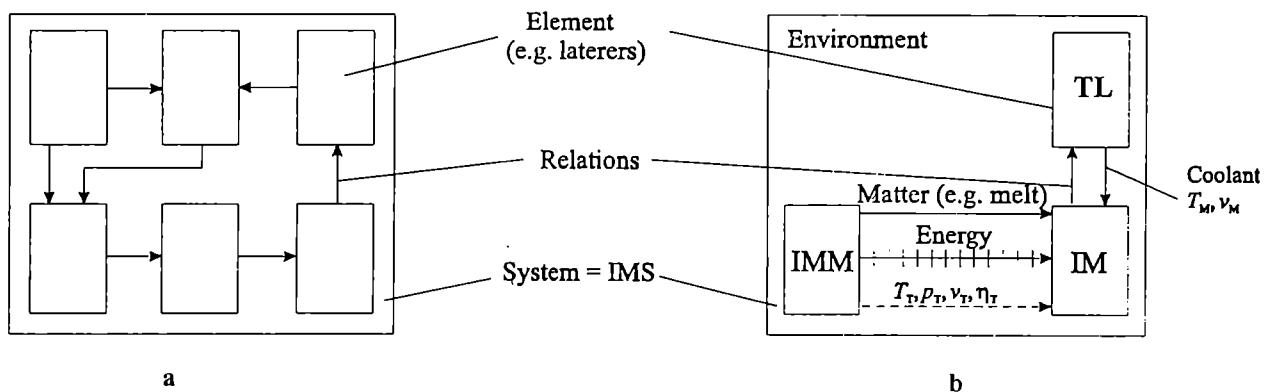 Element
(e.g. laterers)
Relations
System = IMS
a
Environment
TL
Coolant
T_M, v_M
Matter (e.g. melt)
Energy
IMM
IM
T_T, p_T, v_T, η_T
b